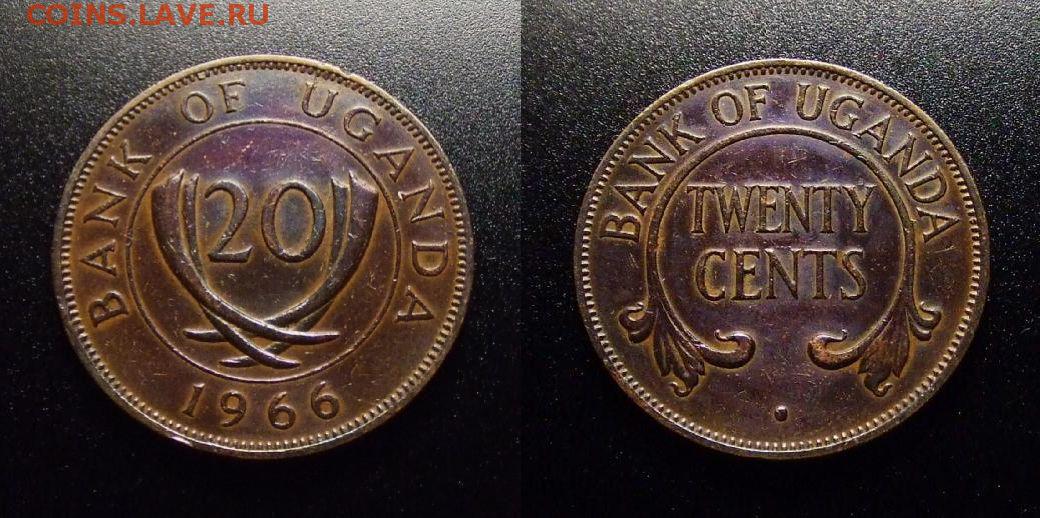 COINS.LAVE.RU
BANK OF UGANDA
20
1966
BANK OF UGANDA
TWENTY
CENTS